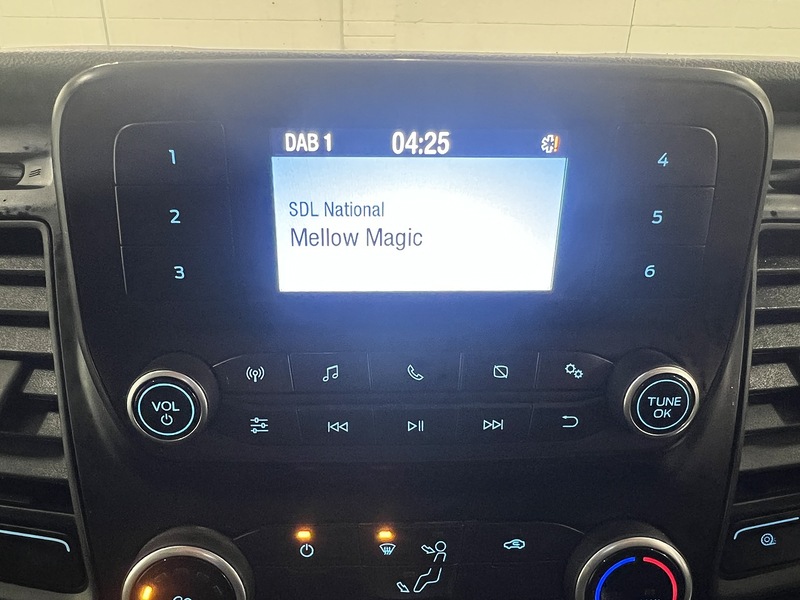 DAB 1 04:25
1
4
SDL National
2
5
Mellow Magic
3
6
VOL
TUNE
OK